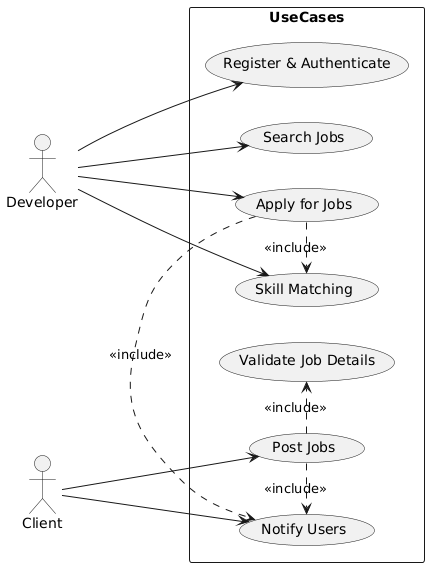 UseCases
Register & Authenticate
Search Jobs
Developer
Apply for Jobs
«include»
Skill Matching
«include»
Validate Job Details
«include»
Post Jobs
«include»
Client
Notify Users